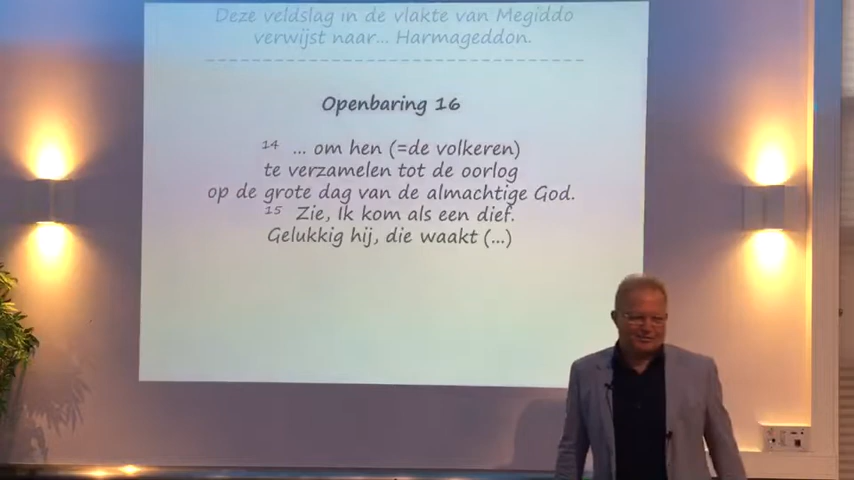 Deze veldslag in de vlakte van Megiddo
verwijst naar... Harmageddon.
Openbaring 16
14 ... om hen (=de volkeren)
te verzamelen tot de oorlog
op de grote dag van de almachtige God.
15 Zie, Ik kom als een dief.
Gelukkig hij, die waakt (...)